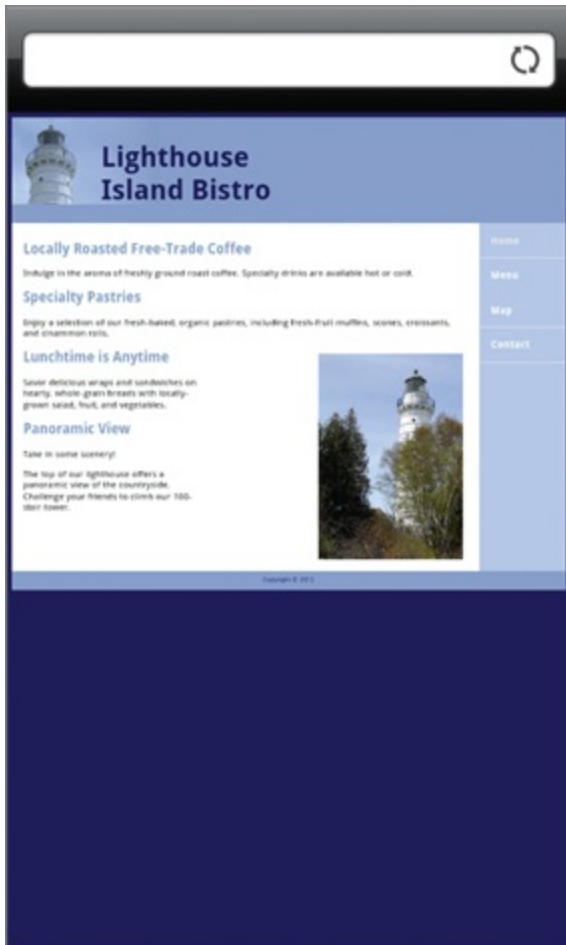 Lighthouse
Island Bistro
Home
Menu
Map
Contact
Locally Roasted Free-Trade Coffee
Indulge in the aroma of freshly ground roast coffee. Specialty drinks are available hot or cold.
Specialty Pastries
Enjoy a selection of our fresh-baked, organic pastries, including fresh-fruit muffins, scones, croissants,
and cinammon rolls.
Lunchtime is Anytime
Savor delicious wraps and sandwiches on
hearty, whole-grain breads with locally-
grown salad, fruit, and vegetables.
Panoramic View
Take in some scenery!
The top of our lighthouse offers a
panoramic view of the countryside.
Challenge your friends to climb our 100-
stair tower.
Copyright © 2012